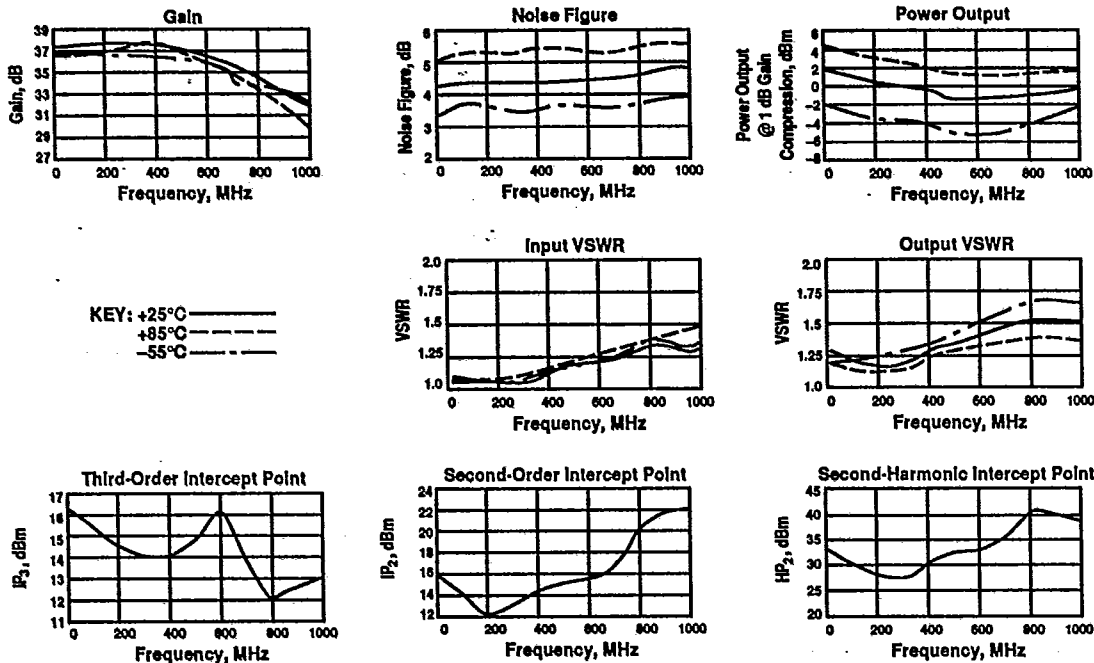 Gain
39
37
35
33
31
29
27
Gain, dB
0 200 400 600 800 1000
Frequency, MHz
Noise Figure
6
5
4
3
2
Noise Figure, dB
0 200 400 600 800 1000
Frequency, MHz
Power Output
6
4
2
0
-2
-4
-6
-8
Power Output
@ 1 dB Gain
Compression, dBm
0 200 400 600 800 1000
Frequency, MHz
KEY: +25°C
+85°C
-55°C
Input VSWR
2.0
1.75
1.5
1.25
1.0
VSWR
0 200 400 600 800 1000
Frequency, MHz
Output VSWR
2.0
1.75
1.5
1.25
1.0
VSWR
0 200 400 600 800 1000
Frequency, MHz
Third-Order Intercept Point
17
16
15
14
13
12
11
IP3, dBm
0 200 400 600 800 1000
Frequency, MHz
Second-Order Intercept Point
24
22
20
18
16
14
12
IP2, dBm
0 200 400 600 800 1000
Frequency, MHz
Second-Harmonic Intercept Point
45
40
35
30
25
20
HP2, dBm
0 200 400 600 800 1000
Frequency, MHz